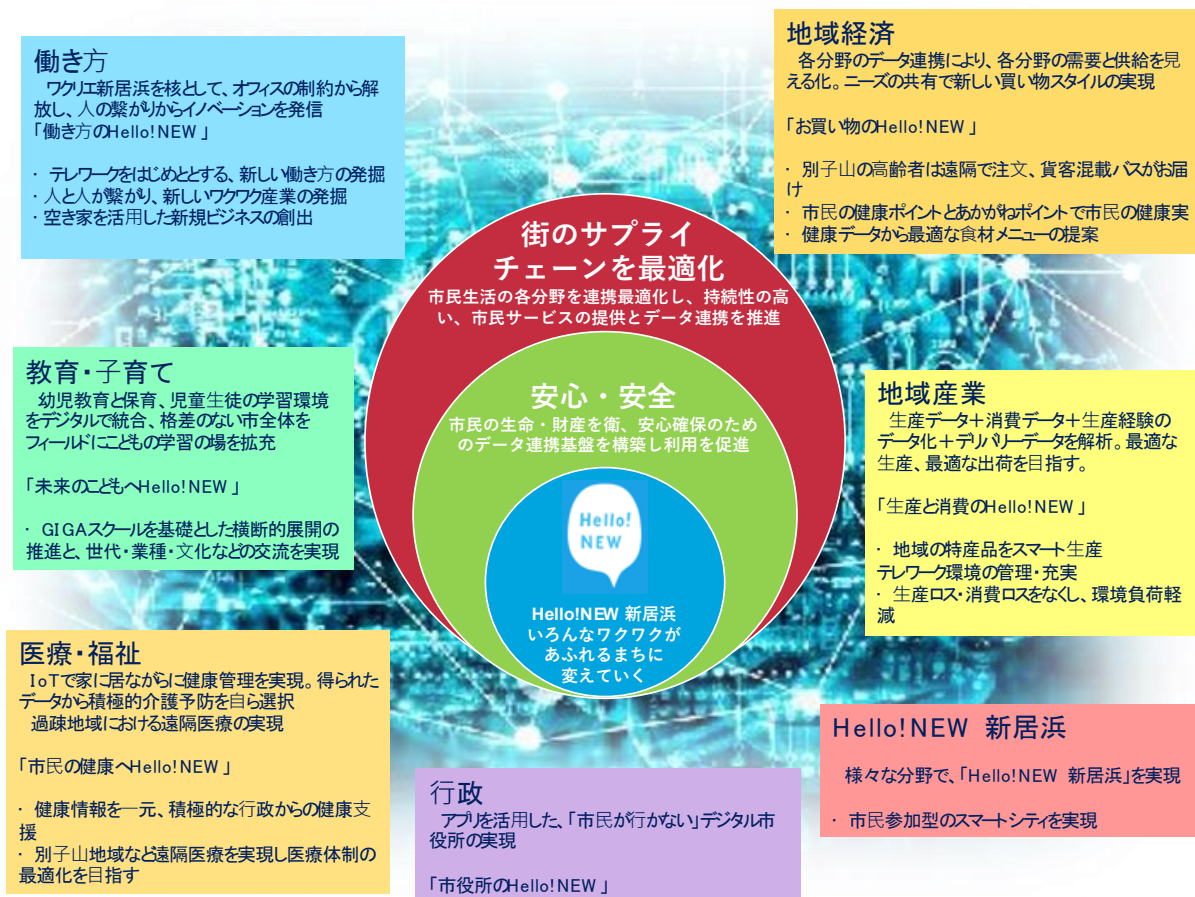 働き方
ワクリエ新居浜を核として、オフィスの制約から解
放し、人の繋がりからイノベーションを発信
「働き方のHello!NEW」
・ テレワークをはじめととする、新しい働き方の発掘
・人と人が繋がり、新しいワクワク産業の発掘
・空き家を活用した新規ビジネスの創出
地域経済
各分野のデータ連携により、各分野の需要と供給を見
える化。ニーズの共有で新しい買い物スタイルの実現
「お買い物のHello!NEW」
・ 別子山の高齢者は遠隔で注文、貨客混載バスがお届
け
・ 市民の健康ポイントとあかがねポイントで市民の健康実
・ 健康データから最適な食材メニューの提案
街のサプライ
チェーンを最適化
市民生活の各分野を連携最適化し、持続性の高
い、市民サービスの提供とデータ連携を推進
安心・安全
市民の生命・財産を衛、安心確保のため
のデータ連携基盤を構築し利用を促進
Hello!
NEW
Hello!NEW 新居浜
いろんなワクワクが
あふれるまちに
変えていく
教育・子育て
幼児教育と保育、児童生徒の学習環境
をデジタルで統合、格差のない市全体を
フィールドにこどもの学習の場を拡充
「未来のこどもへHello!NEW」
・ GIGAスクールを基礎とした横断的展開の
推進と、世代・業種・文化などの交流を実現
地域産業
生産データ+消費データ+生産経験の
データ化+デリバリーデータを解析。最適な
生産、最適な出荷を目指す。
「生産と消費のHello!NEW」
・ 地域の特産品をスマート生産
テレワーク環境の管理・充実
・ 生産ロス・消費ロスをなくし、環境負荷軽
減
医療・福祉
IoTで家に居ながらに健康管理を実現。得られた
データから積極的介護予防を自ら選択
過疎地域における遠隔医療の実現
「市民の健康へHello!NEW」
・ 健康情報を一元、積極的な行政からの健康支
援
・ 別子山地域など遠隔医療を実現し医療体制の
最適化を目指す
行政
アプリを活用した、「市民が行かない」デジタル市
役所の実現
「市役所のHello!NEW」
Hello!NEW 新居浜
様々な分野で、「Hello!NEW 新居浜」を実現
・ 市民参加型のスマートシティを実現